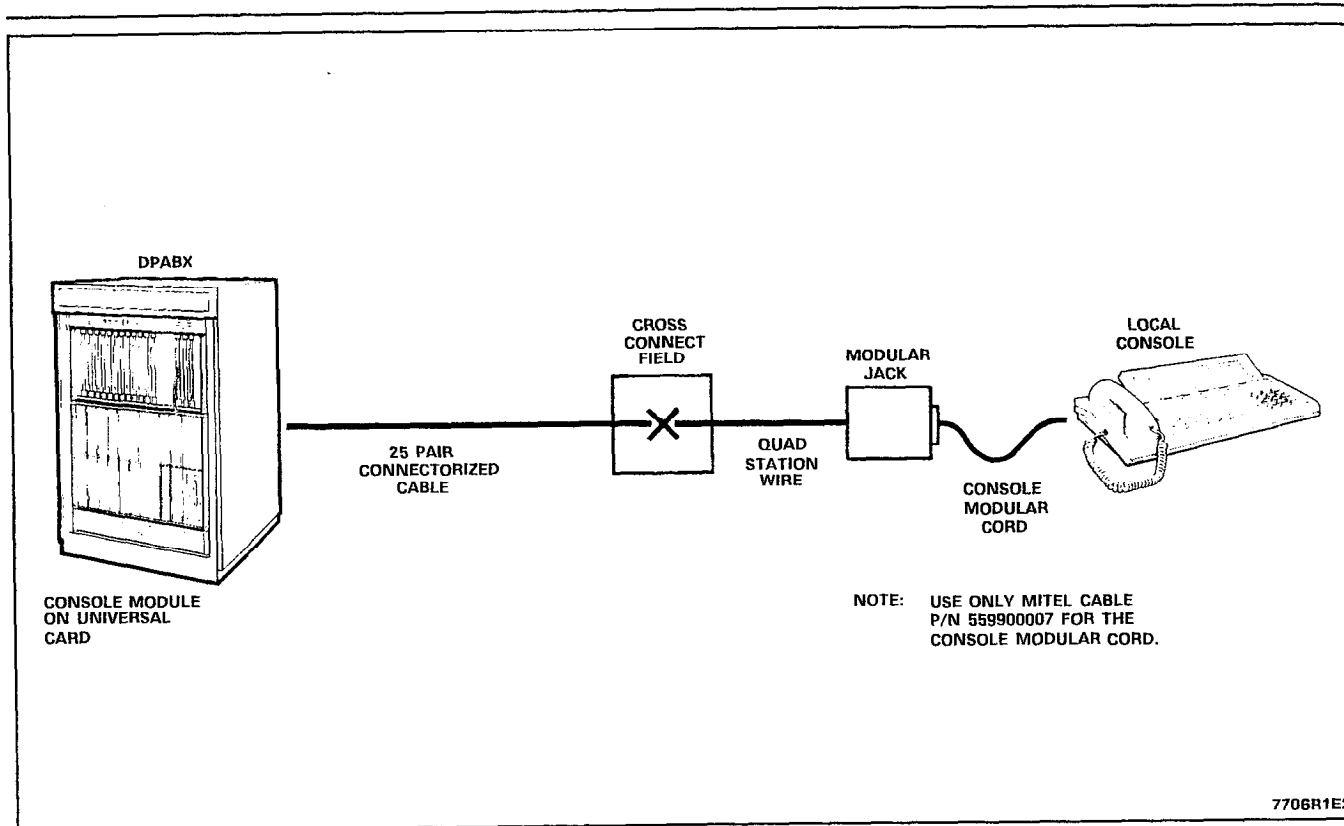 DPABX
CROSS
CONNECT
FIELD
MODULAR
JACK
LOCAL
CONSOLE
25 PAIR
CONNECTORIZED
CABLE
QUAD
STATION
WIRE
CONSOLE
MODULAR
CORD
CONSOLE MODULE
ON UNIVERSAL
CARD
NOTE: USE ONLY MITEL CABLE
P/N 559900007 FOR THE
CONSOLE MODULAR CORD.